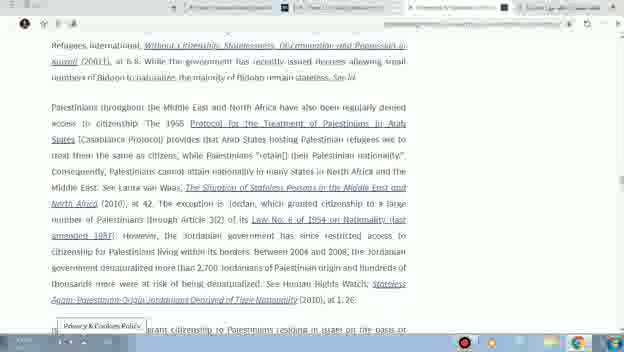 Refugees International, Without Citizenship: Statelessness, Discrimination and Repression in
Kuwait (2011), at 6-8. While the government has recently issued decrees allowing small
numbers of Bidoon to naturalize, the majority of Bidoon remain stateless. See id.
Palestinians throughout the Middle East and North Africa have also been regularly denied
access to citizenship. The 1965 Protocol for the Treatment of Palestinians in Arab
States (Casablanca Protocol) provides that Arab States hosting Palestinian refugees are to
treat them the same as citizens, while Palestinians "retain[] their Palestinian nationality."
Consequently, Palestinians cannot attain nationality in many States in North Africa and the
Middle East. See Laura van Waas, The Situation of Stateless Persons in the Middle East and
North Africa (2010), at 42. The exception is Jordan, which granted citizenship to a large
number of Palestinians through Article 3(2) of its Law No. 6 of 1954 on Nationality (last
amended 1987). However, the Jordanian government has since restricted access to
citizenship for Palestinians living within its borders. Between 2004 and 2008, the Jordanian
government denaturalized more than 2,700 Jordanians of Palestinian origin and hundreds of
thousands more were at risk of being denaturalized. See Human Rights Watch, Stateless
Again: Palestinian-Origin Jordanians Deprived of Their Nationality (2010), at 1, 26.
Privacy & Cookies Policy
grant citizenship to Palestinians residing in Israel on the basis of